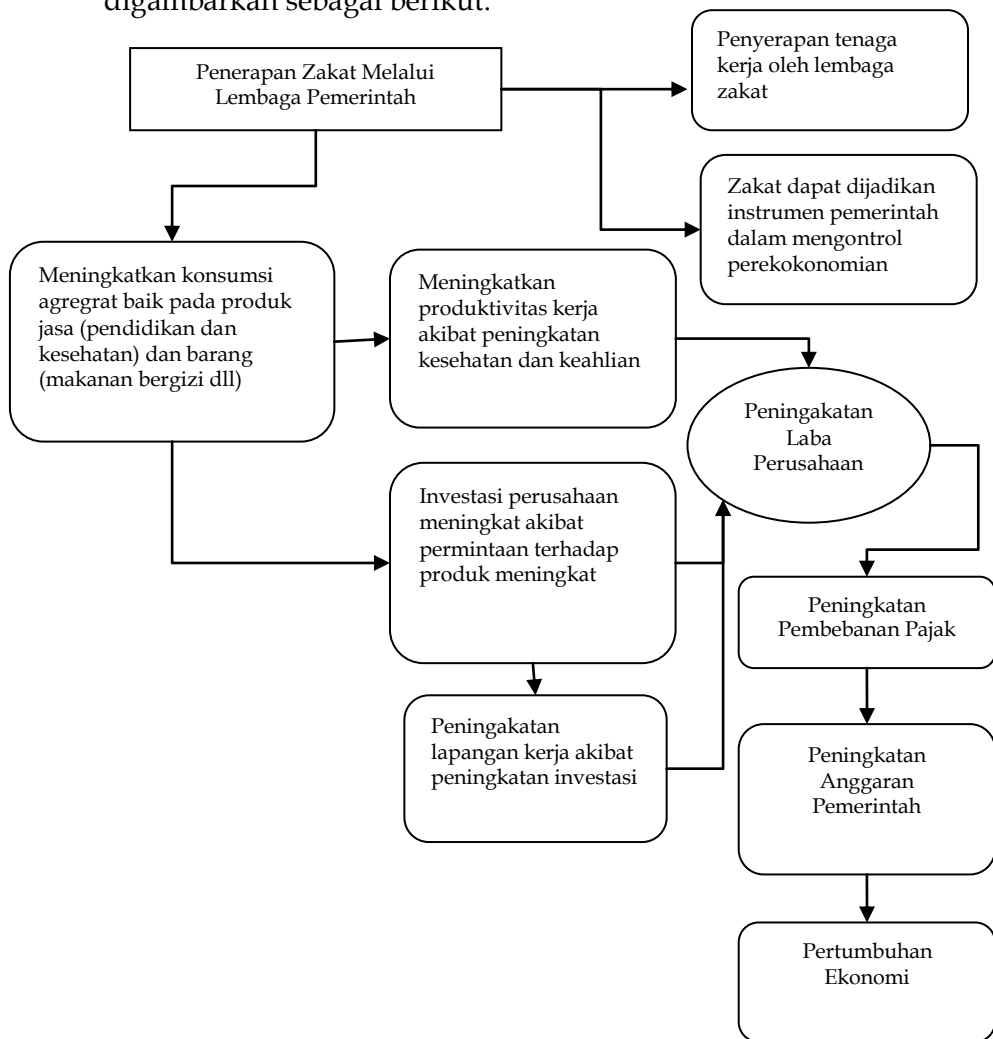 digambarkan sebagai berikut:
Penerapan Zakat Melalui
Lembaga Pemerintah
Penyerapan tenaga
kerja oleh lembaga
zakat
Zakat dapat dijadikan
instrumen pemerintah
dalam mengontrol
perekokonomian
Meningkatkan konsumsi
agregrat baik pada produk
jasa (pendidikan dan
kesehatan) dan barang
(makanan bergizi dll)
Meningkatkan
produktivitas kerja
akibat peningkatan
kesehatan dan keahlian
Peningakatan
Laba
Perusahaan
Investasi perusahaan
meningkat akibat
permintaan terhadap
produk meningkat
Peningkatan
Pembebanan Pajak
Peningakatan
lapangan kerja akibat
peningkatan investasi
Peningkatan
Anggaran
Pemerintah
Pertumbuhan
Ekonomi